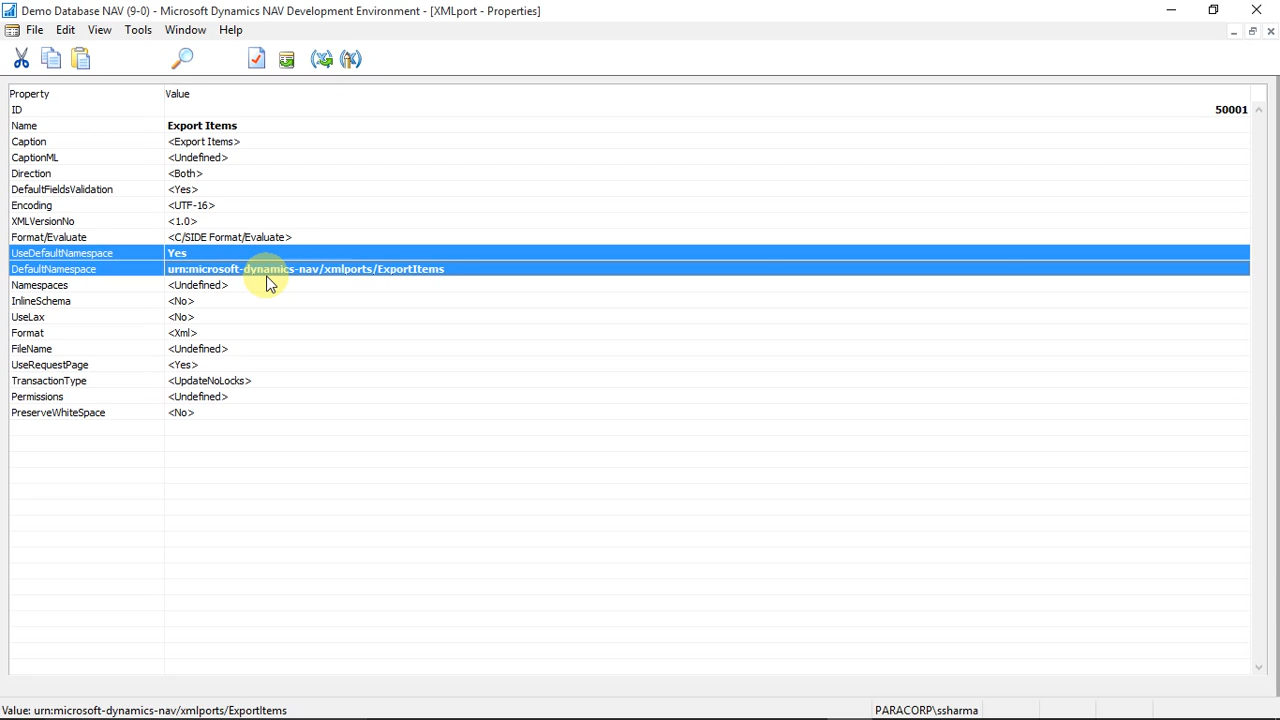 Demo Database NAV (9-0) - Microsoft Dynamics NAV Development Environment - [XMLport - Properties]
File Edit View Tools Window Help
Property Value
ID 50001
Name Export Items
Caption <Export Items>
CaptionML <Undefined>
Direction <Both>
DefaultFieldsValidation <Yes>
Encoding <UTF-16>
XMLVersionNo <1.0>
Format/Evaluate <C/SIDE Format/Evaluate>
UseDefaultNamespace Yes
DefaultNamespace urn:microsoft-dynamics-nav/xmlports/ExportItems
Namespaces <Undefined>
InlineSchema <No>
UseLax <No>
Format <Xml>
FileName <Undefined>
UseRequestPage <Yes>
TransactionType <UpdateNoLocks>
Permissions <Undefined>
PreserveWhiteSpace <No>
Value: urn:microsoft-dynamics-nav/xmlports/ExportItems PARACORP\ssharma